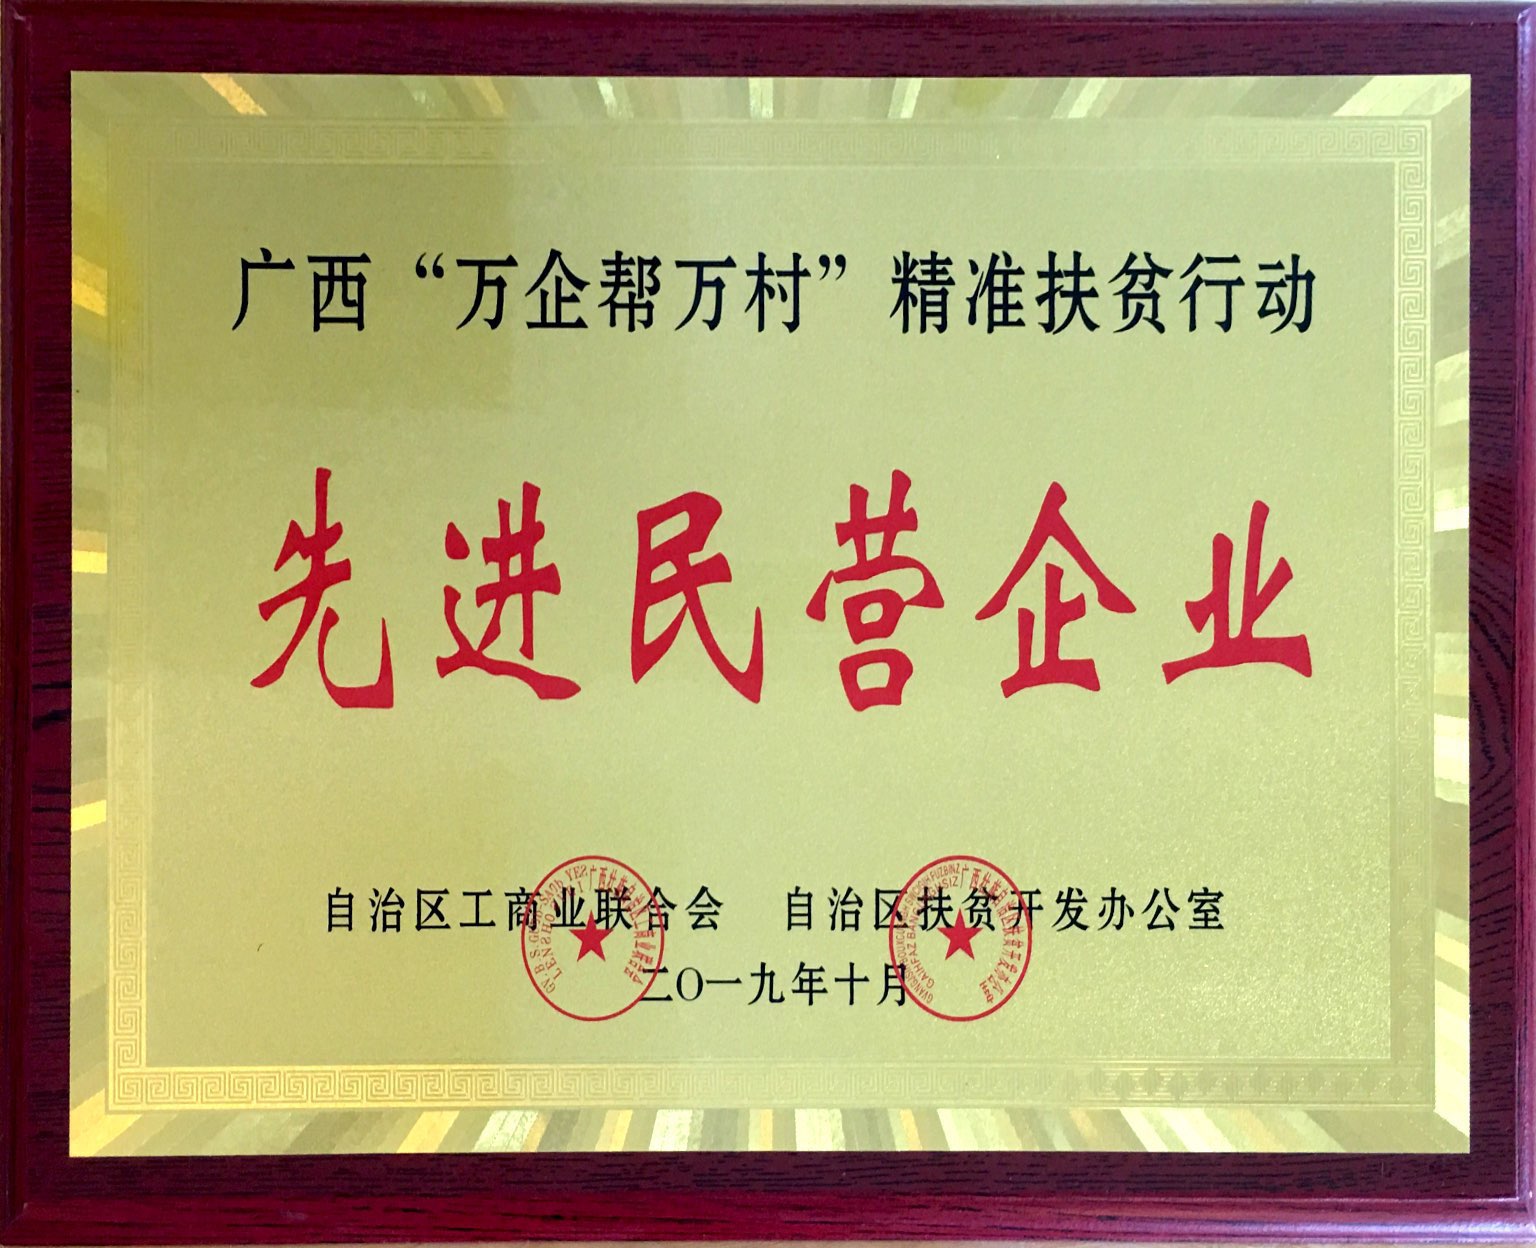 广西“万企帮万村”精准扶贫行动
先进民营企业
自治区工商业联合会 自治区扶贫开发办公室
二〇一九年十月